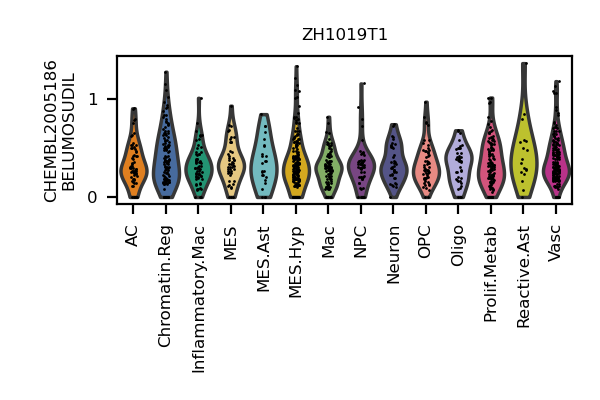 ZH1019T1
CHEMBL2005186
BELUMOSUDIL
1
0
AC
Chromatin.Reg
Inflammatory.Mac
MES
MES.Ast
MES.Hyp
Mac
NPC
Neuron
OPC
Oligo
Prolif.Metab
Reactive.Ast
Vasc